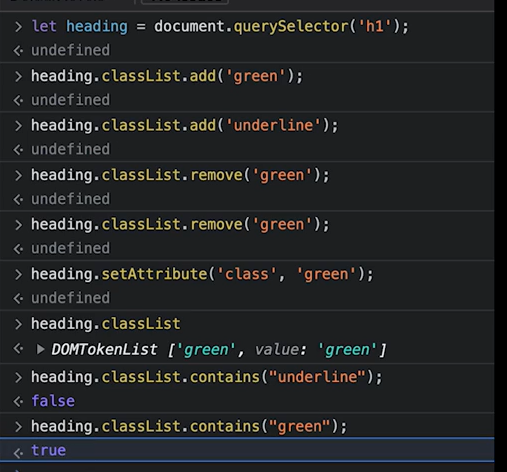 > let heading = document.querySelector('h1');
< undefined
> heading.classList.add('green');
< undefined
> heading.classList.add('underline');
< undefined
> heading.classList.remove('green');
< undefined
> heading.classList.remove('green');
< undefined
> heading.setAttribute('class', 'green');
< undefined
> heading.classList
< ▶ DOMTokenList ['green', value: 'green']
> heading.classList.contains("underline");
< false
> heading.classList.contains("green");
< true